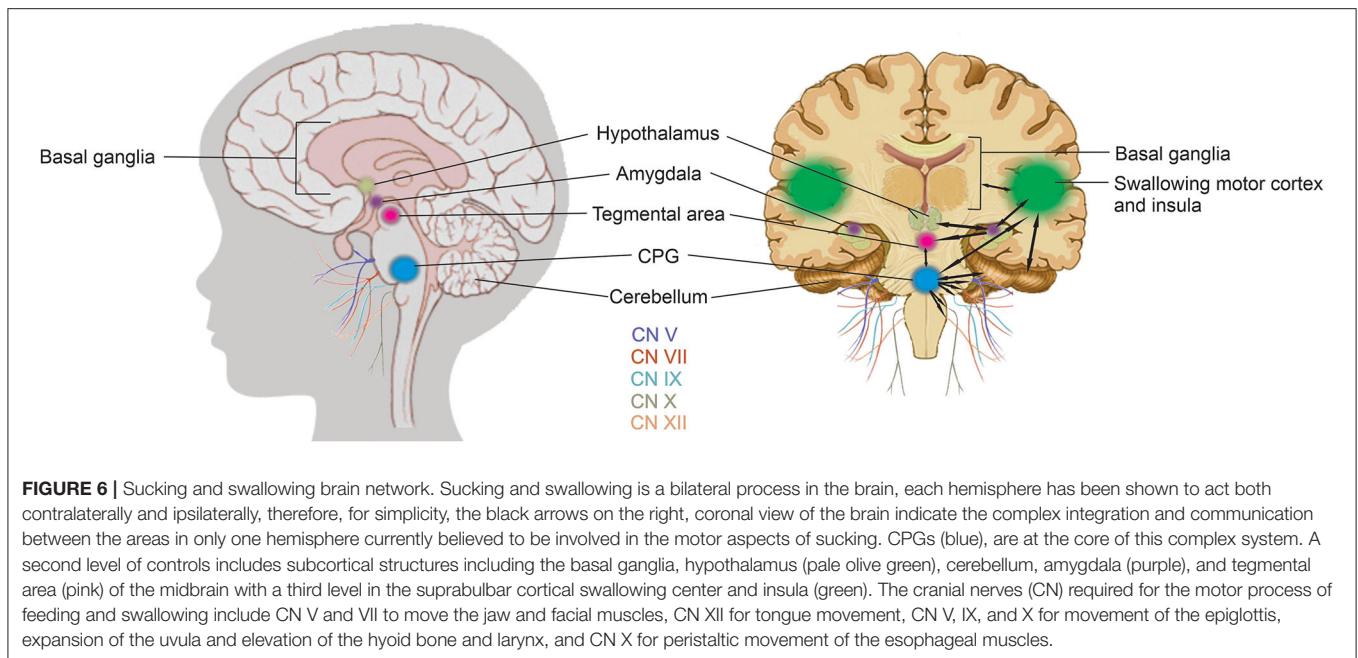 Basal ganglia
Hypothalamus
Amygdala
Tegmental area
CPG
Cerebellum
Basal ganglia
Swallowing motor cortex
and insula
CN V
CN VII
CN IX
CN X
CN XII
FIGURE 6 | Sucking and swallowing brain network. Sucking and swallowing is a bilateral process in the brain, each hemisphere has been shown to act both
contralaterally and ipsilaterally, therefore, for simplicity, the black arrows on the right, coronal view of the brain indicate the complex integration and communication
between the areas in only one hemisphere currently believed to be involved in the motor aspects of sucking. CPGs (blue), are at the core of this complex system. A
second level of controls includes subcortical structures including the basal ganglia, hypothalamus (pale olive green), cerebellum, amygdala (purple), and tegmental
area (pink) of the midbrain with a third level in the suprabulbar cortical swallowing center and insula (green). The cranial nerves (CN) required for the motor process of
feeding and swallowing include CN V and VII to move the jaw and facial muscles, CN XII for tongue movement, CN V, IX, and X for movement of the epiglottis,
expansion of the uvula and elevation of the hyoid bone and larynx, and CN X for peristaltic movement of the esophageal muscles.